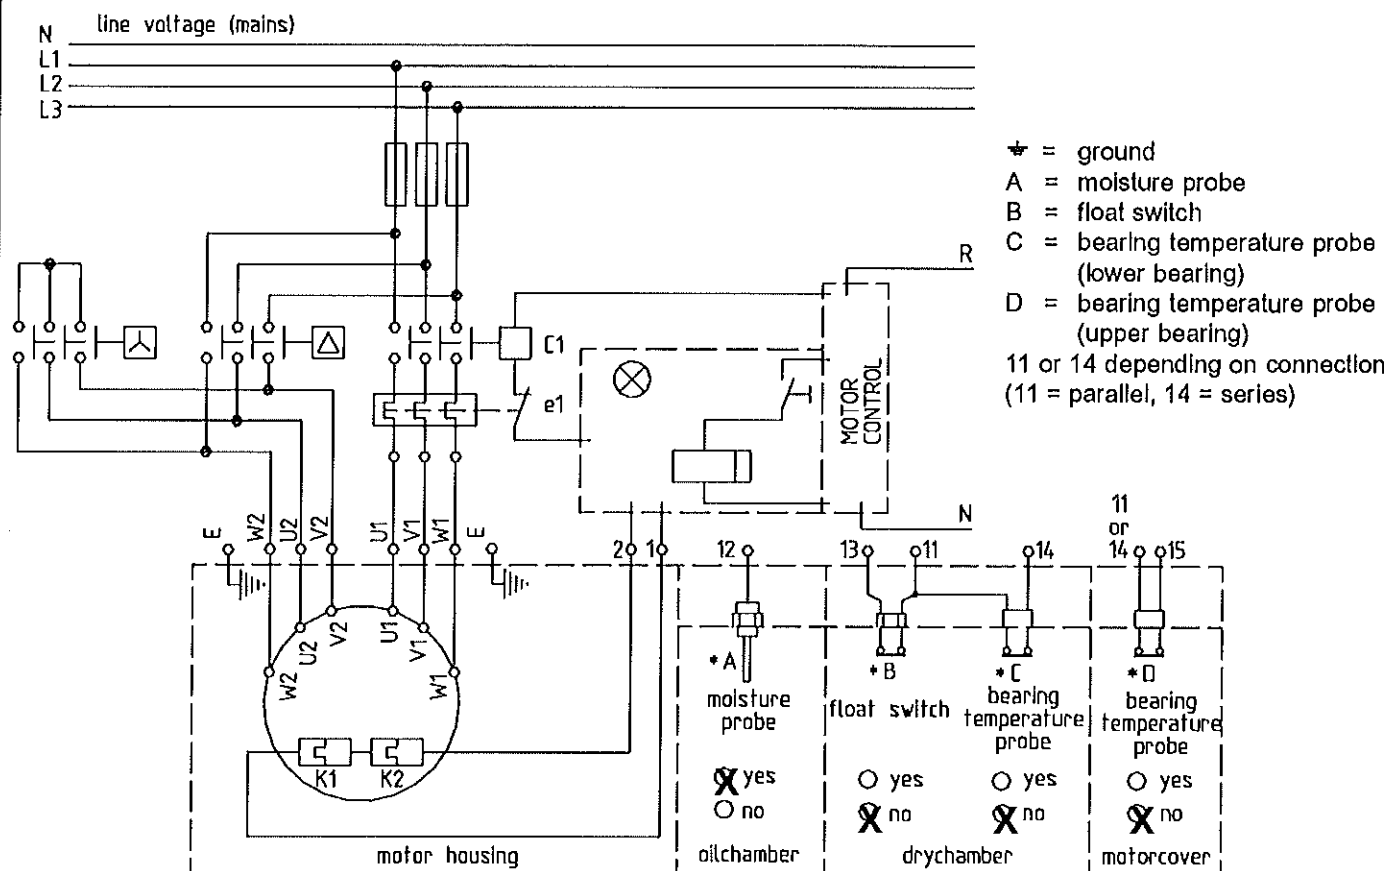 line voltage (mains)
N
L1
L2
L3
= ground
A = moisture probe
B = float switch
C = bearing temperature probe
(lower bearing)
D = bearing temperature probe
(upper bearing)
11 or 14 depending on connection
(11 = parallel, 14 = series)
R
C1
e1
MOTOR
CONTROL
N
E W2 U2 V2 U1 V1 W1 E
2 1 12 13 11 14
11
or
14 15
W2 U2 V2 U1 V1 W1
K1 K2
*A
moisture
probe
yes
no
*B
float switch
yes
no
*C
bearing
temperature
probe
yes
no
*D
bearing
temperature
probe
yes
no
motor housing
oilchamber
drychamber
motorcover